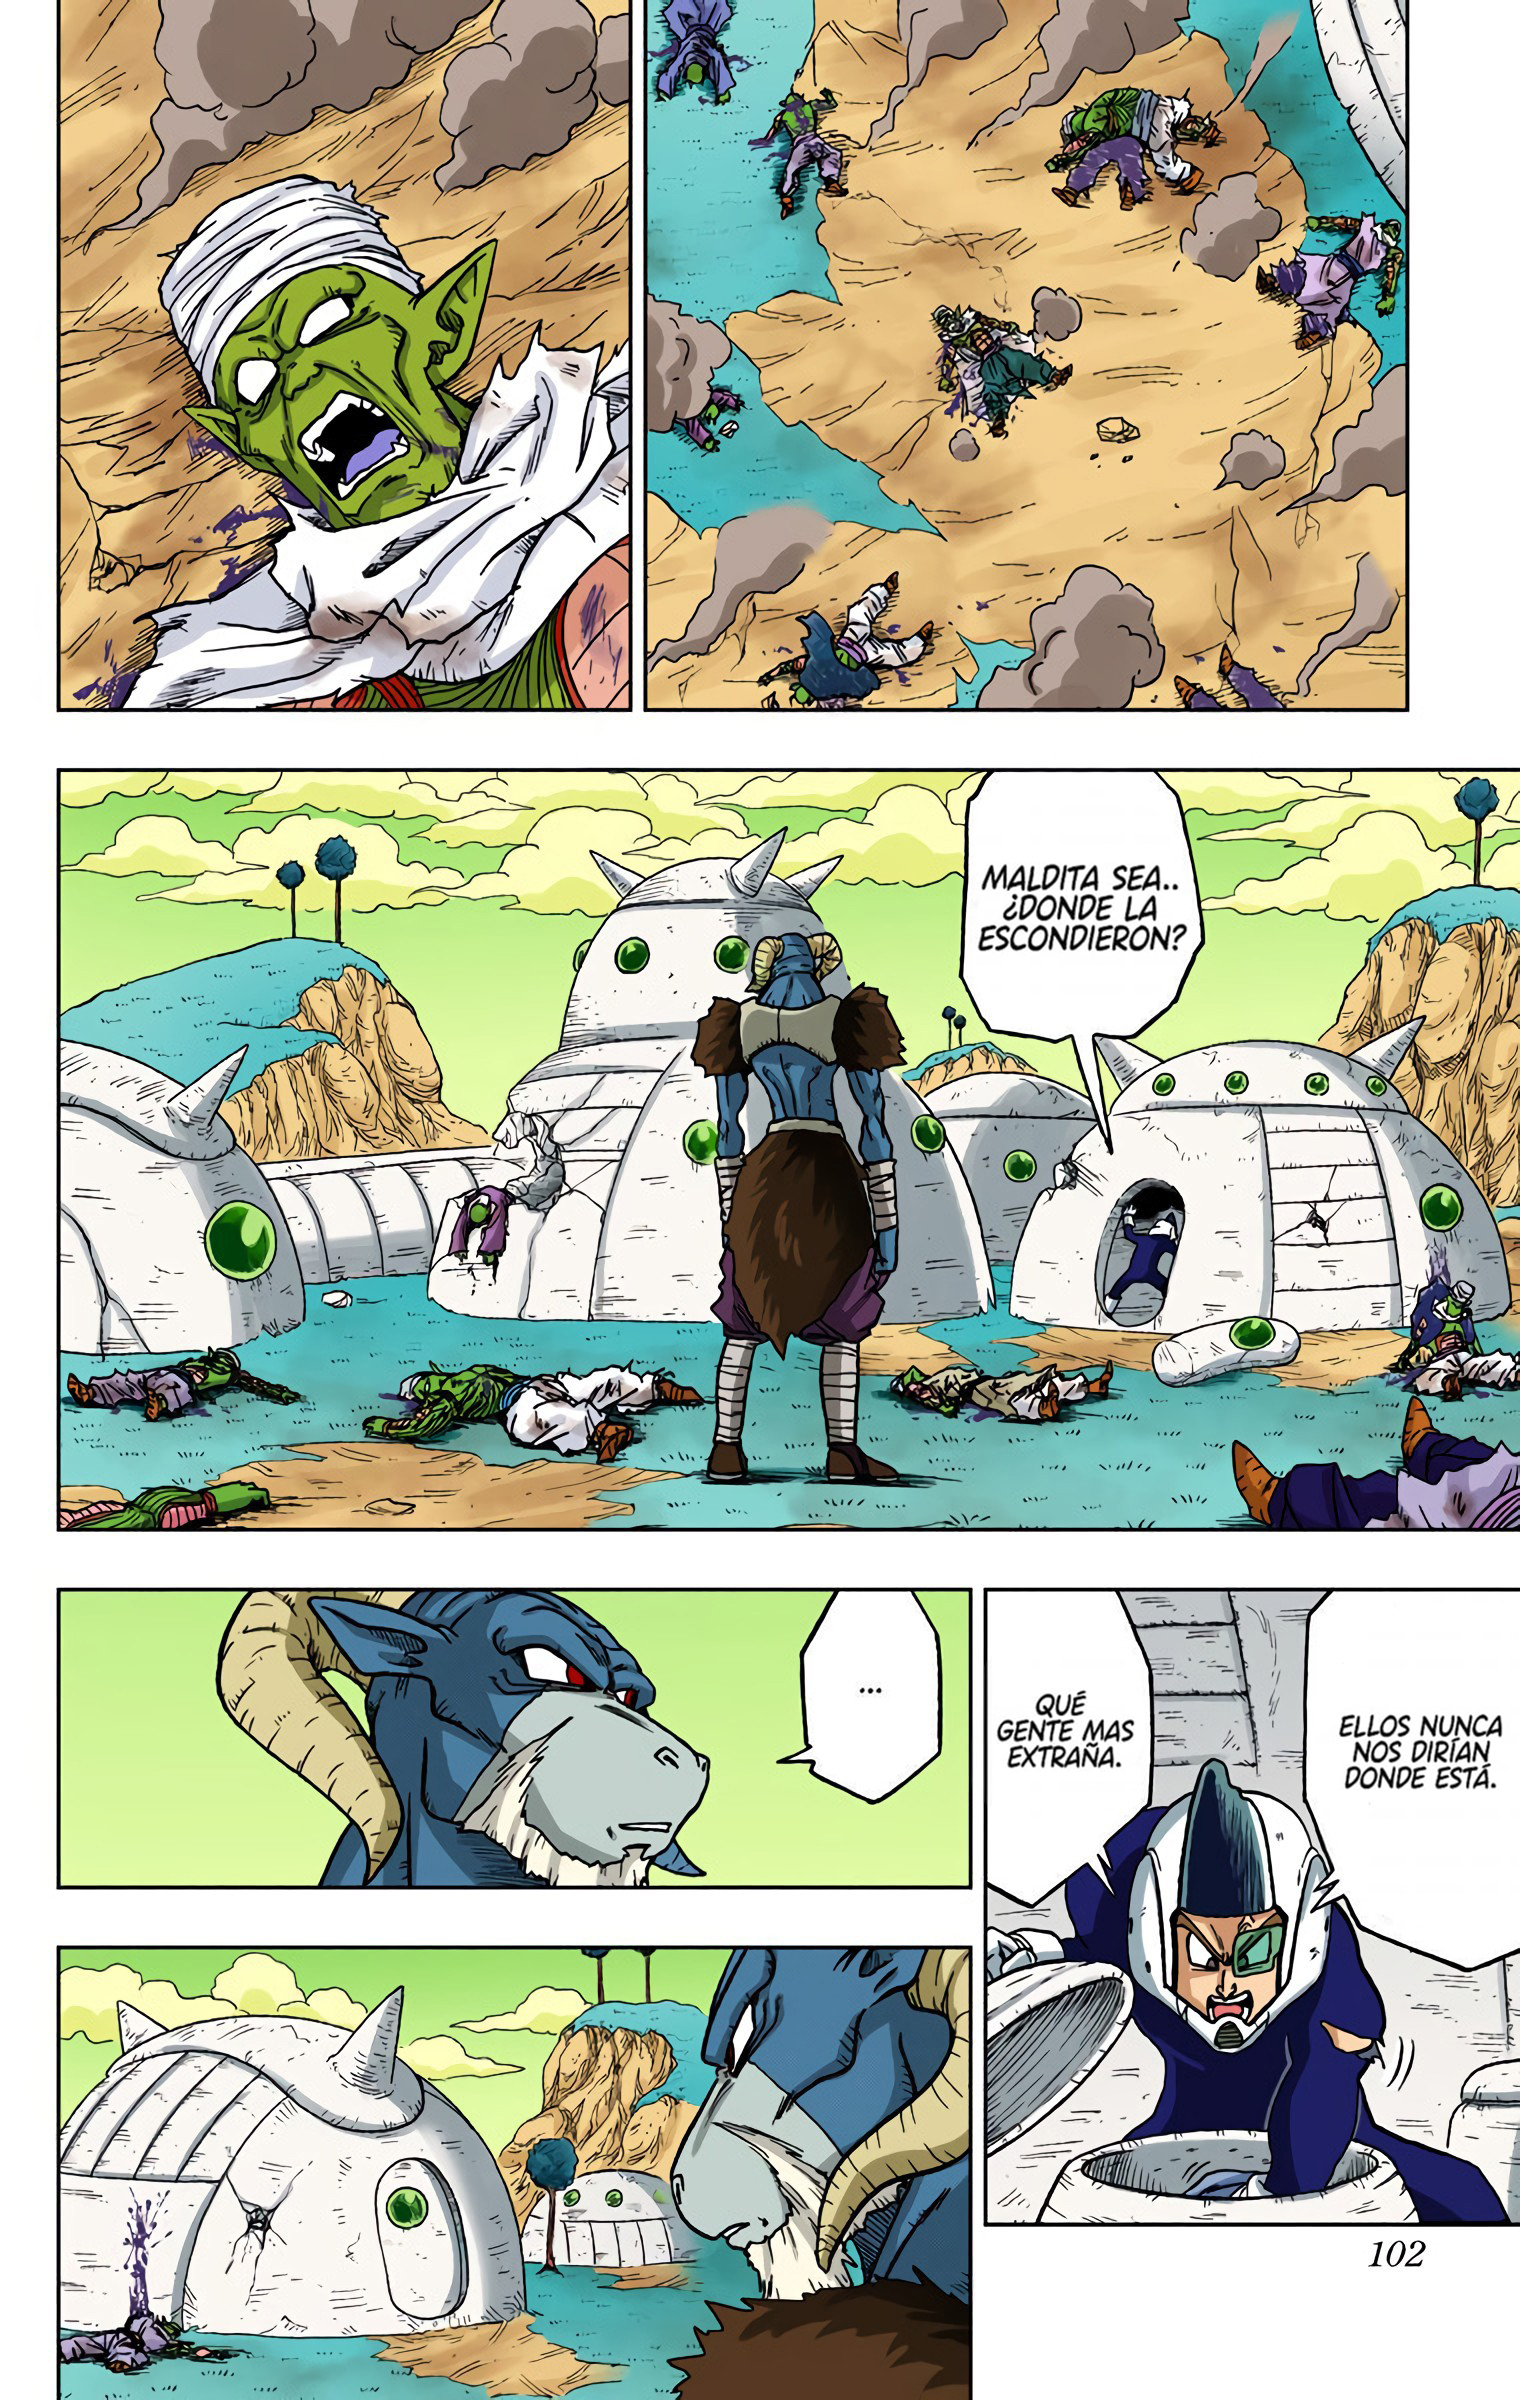 MALDITA SEA..
¿DONDE LA
ESCONDIERON?
ELLOS NUNCA
NOS DIRÍAN
DONDE ESTÁ.
QUÉ
GENTE MAS
EXTRAÑA.
...
102